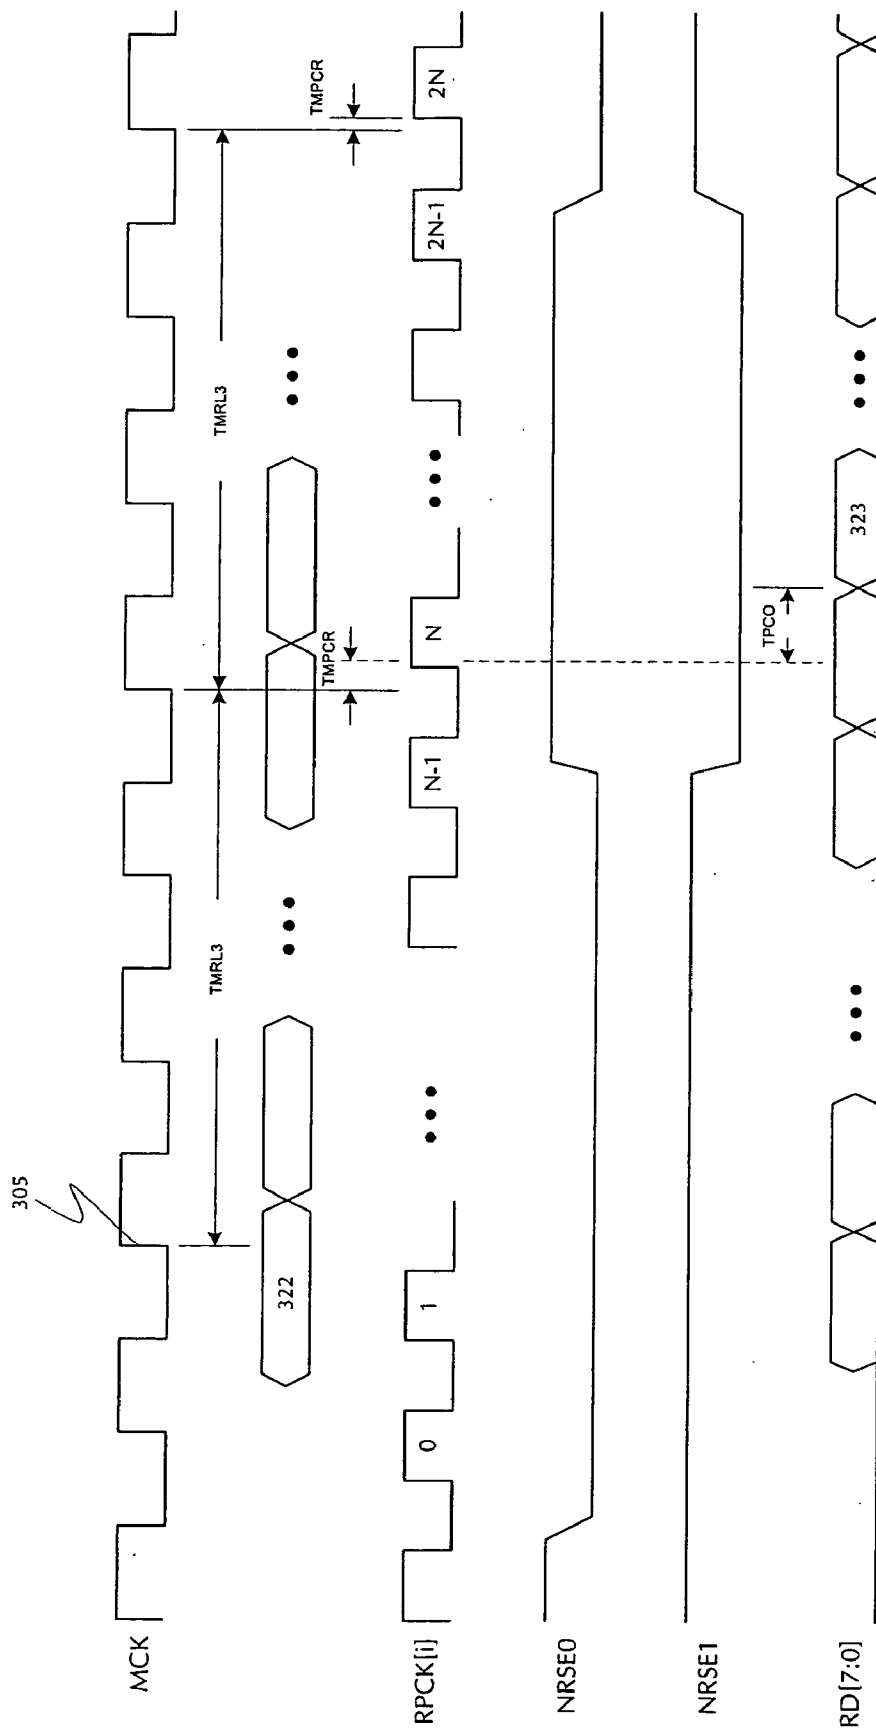 305
MCK
TMRL3
TMRL3
322
TMPCR
TMPCR
RPCK[i]
0
1
N-1
N
2N-1
2N
NRSE0
NRSE1
TPCO
RD[7:0]
323